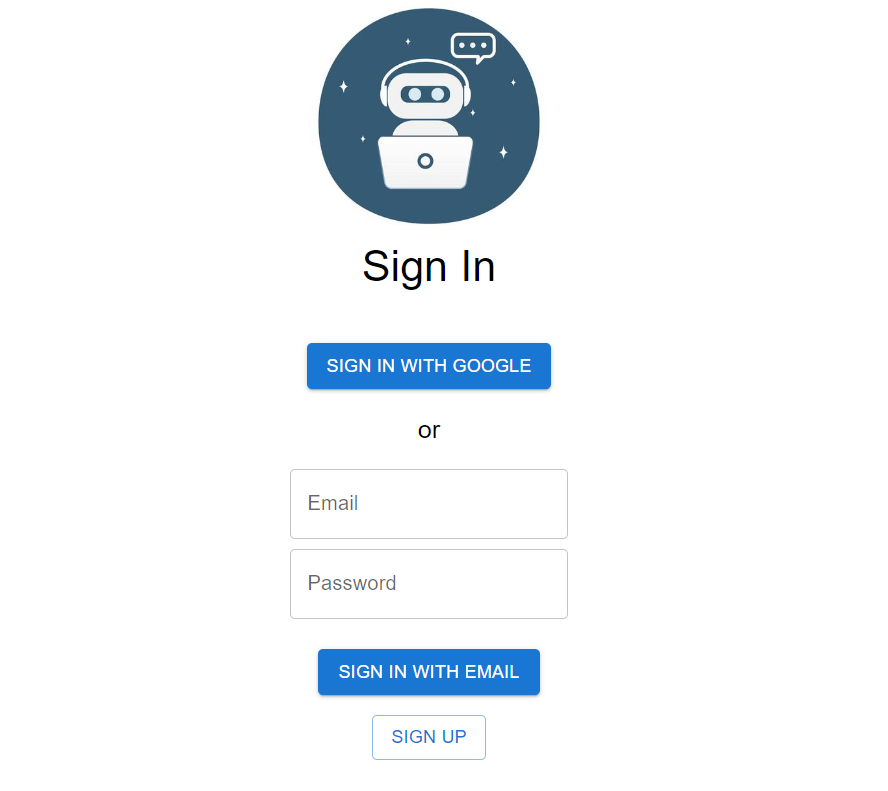 Sign In
SIGN IN WITH GOOGLE
or
Email
Password
SIGN IN WITH EMAIL
SIGN UP